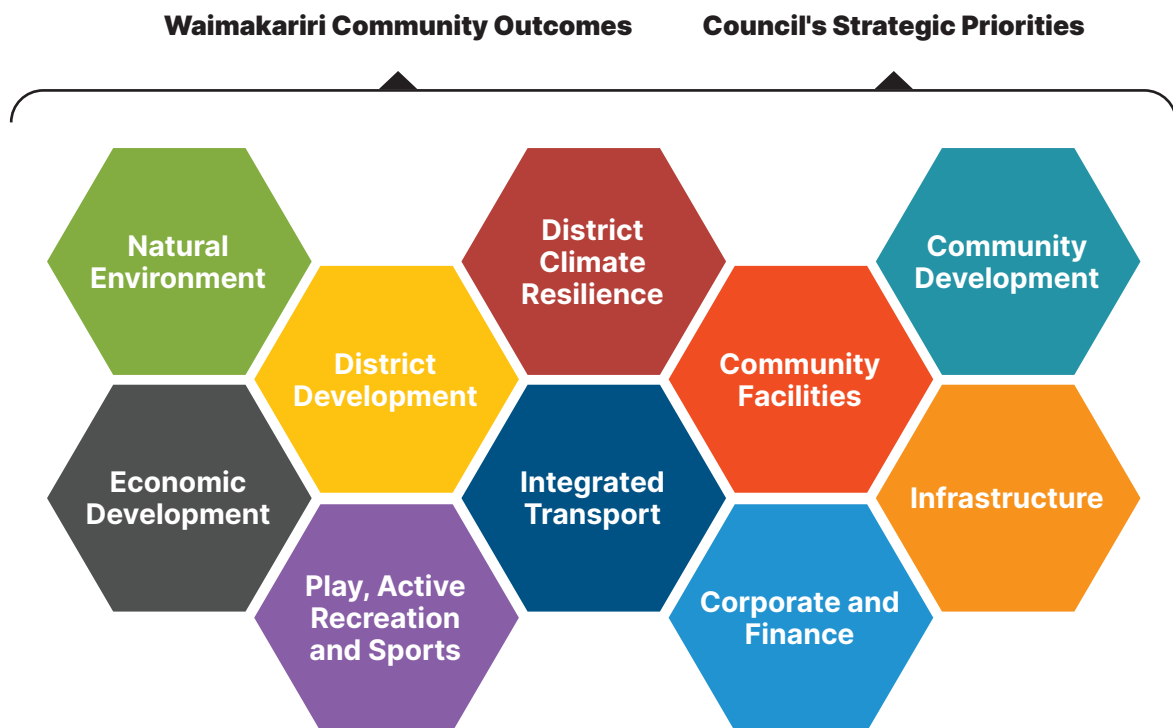 Waimakariri Community Outcomes
Council's Strategic Priorities
Natural
Environment
District
Climate
Resilience
Community
Development
District
Development
Community
Facilities
Economic
Development
Integrated
Transport
Infrastructure
Play, Active
Recreation
and Sports
Corporate and
Finance